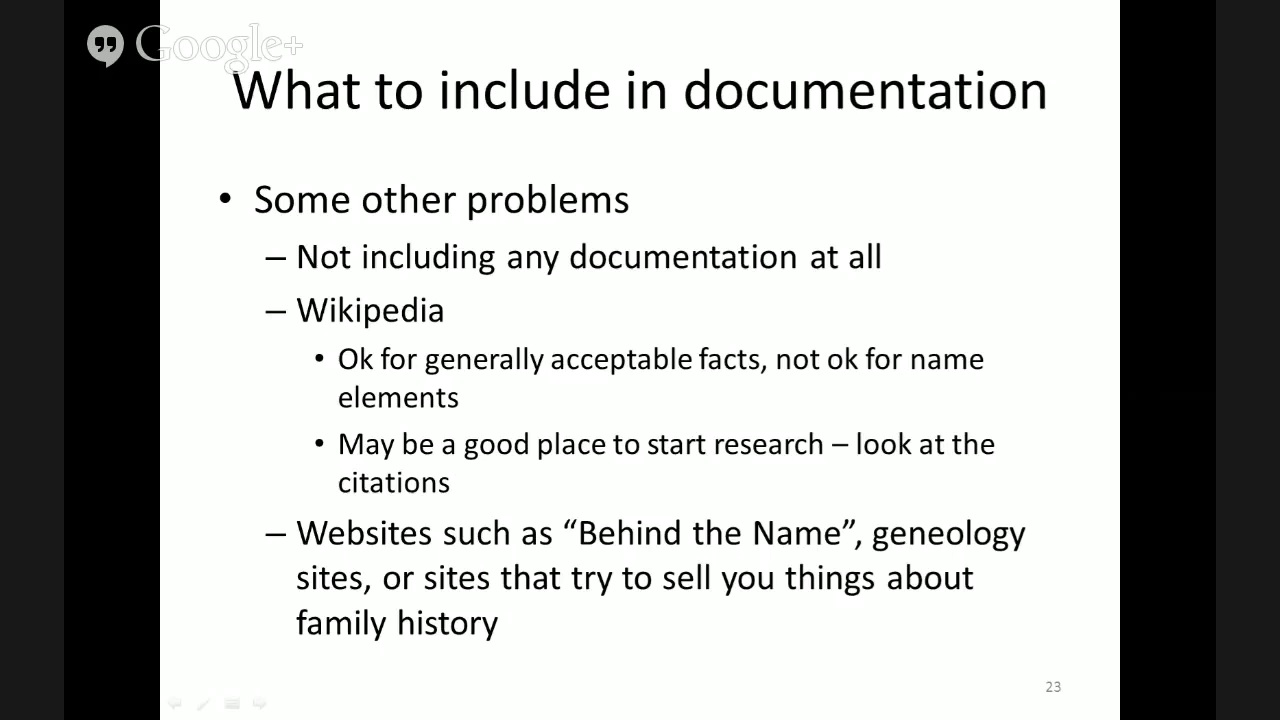 Google+
What to include in documentation
• Some other problems
– Not including any documentation at all
– Wikipedia
• Ok for generally acceptable facts, not ok for name
elements
• May be a good place to start research – look at the
citations
– Websites such as “Behind the Name”, geneology
sites, or sites that try to sell you things about
family history
23